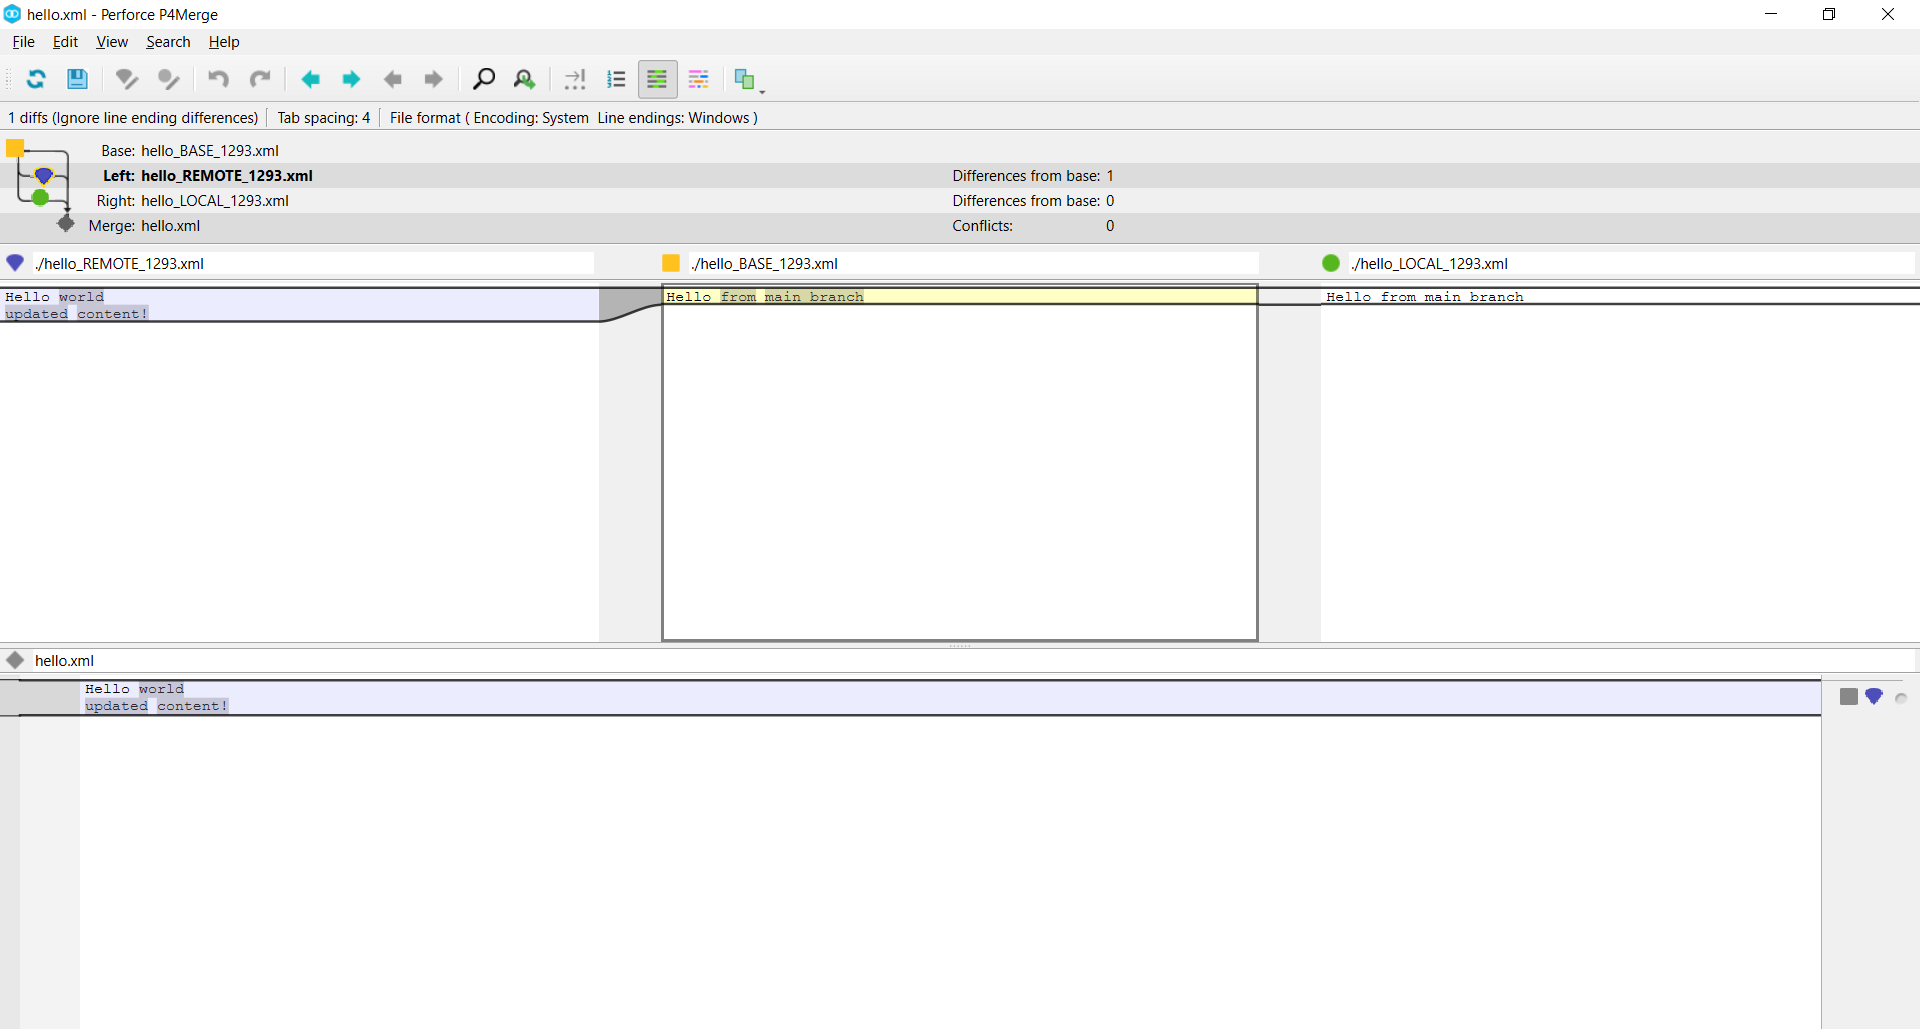 hello.xml - Perforce P4Merge
File Edit View Search Help
1 diffs (Ignore line ending differences) Tab spacing: 4 File format ( Encoding: System Line endings: Windows )
Base: hello_BASE_1293.xml
Left: hello_REMOTE_1293.xml Differences from base: 1
Right: hello_LOCAL_1293.xml Differences from base: 0
Merge: hello.xml Conflicts: 0
./hello_REMOTE_1293.xml ./hello_BASE_1293.xml ./hello_LOCAL_1293.xml
Hello world
updated content!
Hello from main branch
Hello from main branch
hello.xml
Hello world
updated content!